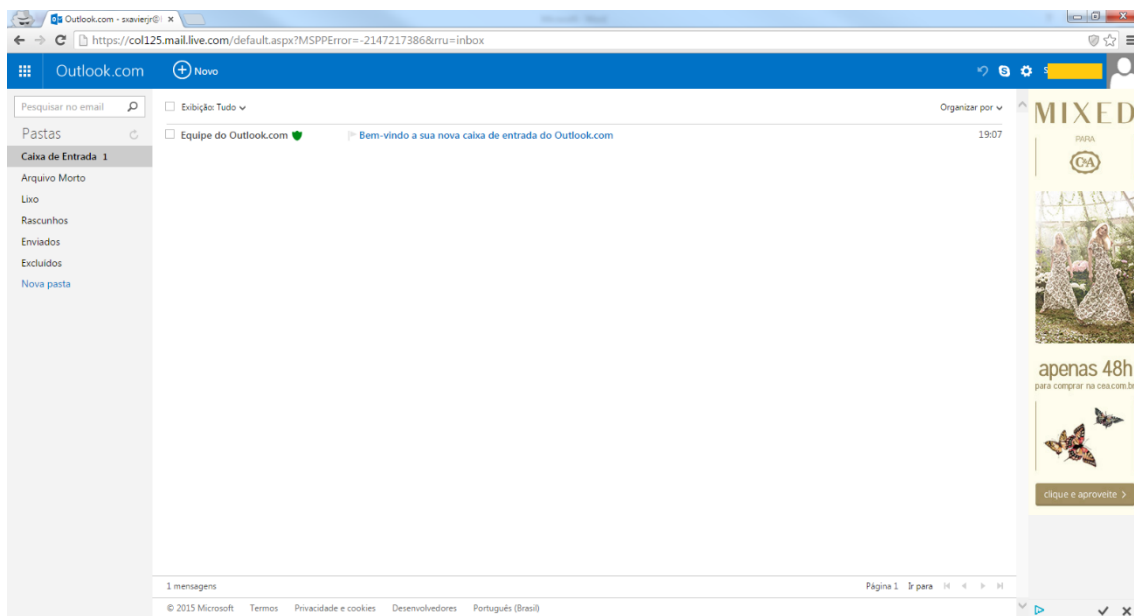 Outlook.com - sxavierjr@
https://col125.mail.live.com/default.aspx?MSPPError=-2147217386&rru=inbox
Outlook.com
Novo
S
Pesquisar no email
Pastas
Caixa de Entrada 1
Arquivo Morto
Lixo
Rascunhos
Enviados
Excluídos
Nova pasta
Exibição: Tudo
Organizar por
Equipe do Outlook.com
Bem-vindo a sua nova caixa de entrada do Outlook.com
19:07
1 mensagens
Página 1 Ir para
© 2015 Microsoft Termos Privacidade e cookies Desenvolvedores Português (Brasil)
MIXED
PARA
C&A
apenas 48h
para comprar na cea.com.br
clique e aproveite >